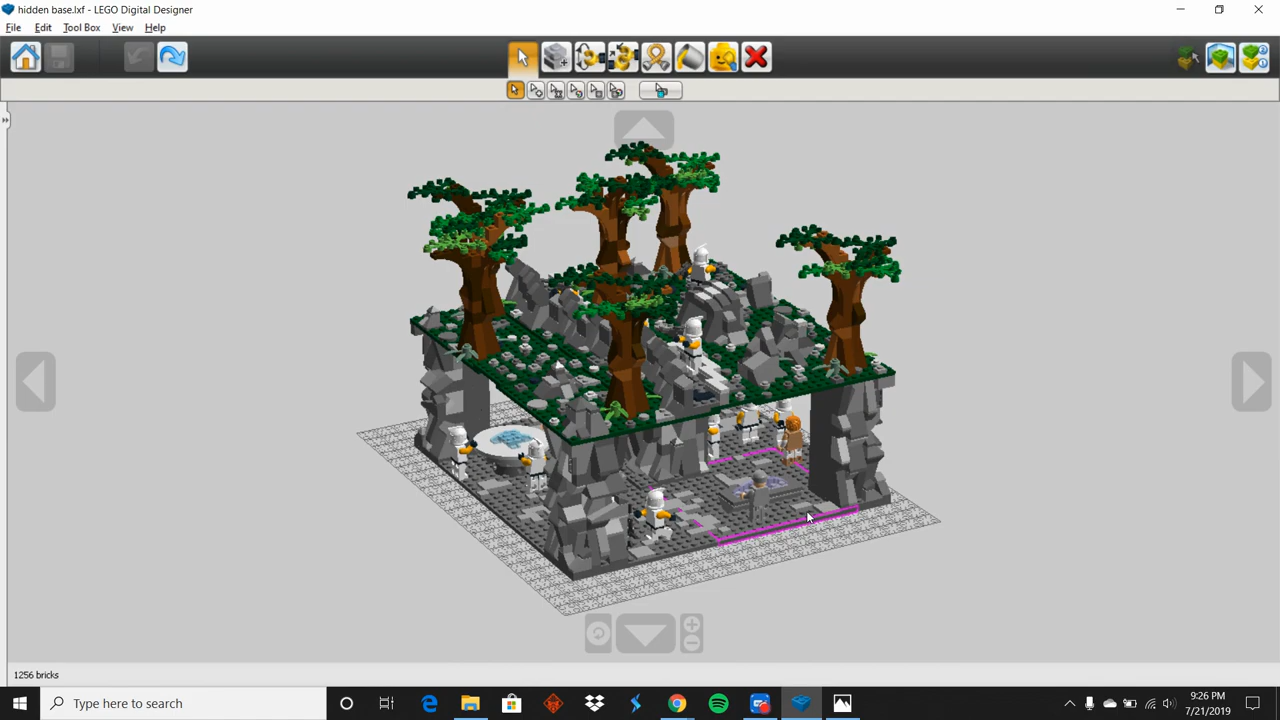 hidden base.lxf - LEGO Digital Designer
File Edit Tool Box View Help
1256 bricks
Type here to search
9:26 PM
7/21/2019